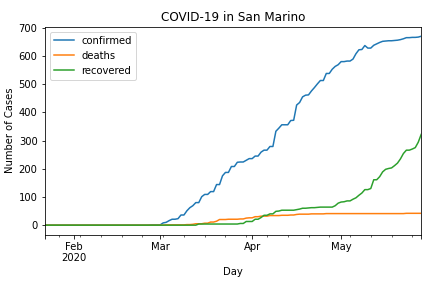 COVID-19 in San Marino
confirmed
deaths
recovered
Number of Cases
700
600
500
400
300
200
100
0
Feb
2020
Mar
Apr
May
Day